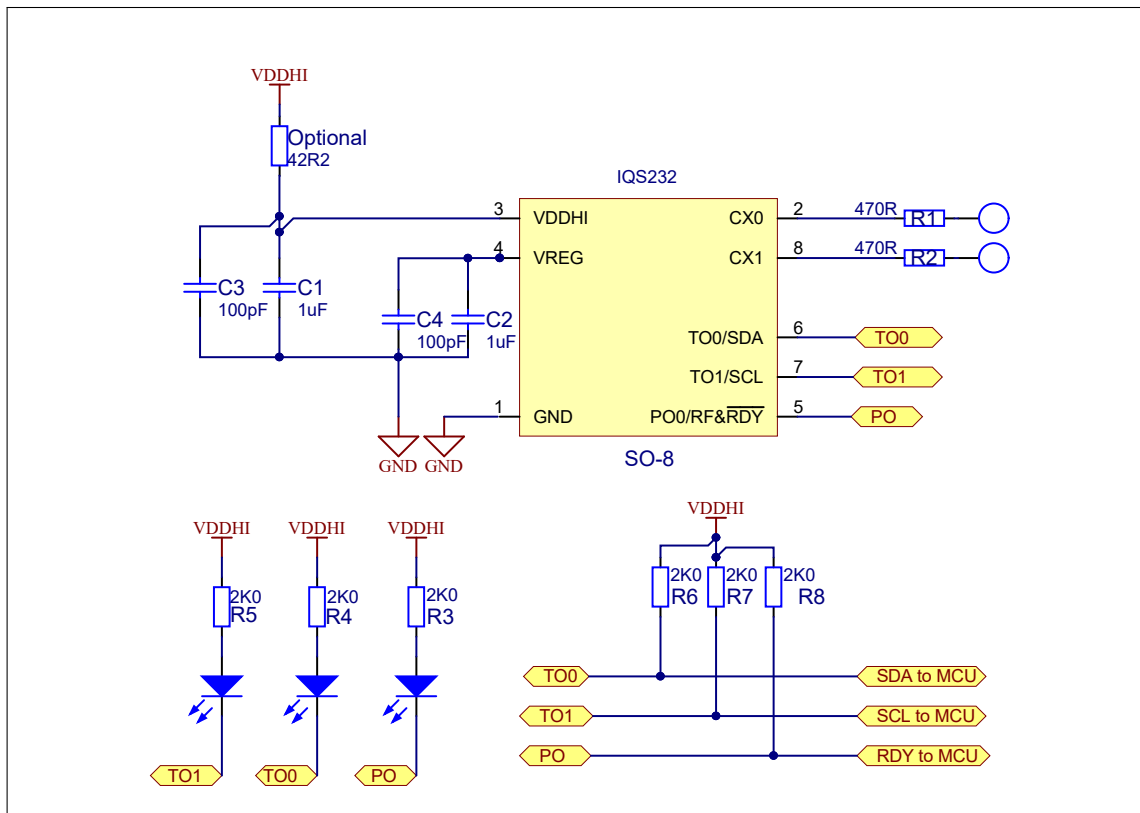 VDDHI
Optional
42R2
IQS232
3 VDDHI CX0 2 470R R1
4 VREG CX1 8 470R R2
C3 C1
100pF 1uF
C4 C2
100pF 1uF
TO0/SDA 6 TO0
TO1/SCL 7 TO1
1 GND PO0/RF&R̅D̅Y̅ 5 PO
GND GND
SO-8
VDDHI VDDHI VDDHI
2K0 2K0 2K0
R5 R4 R3
TO1 TO0 PO
VDDHI
2K0 2K0 2K0
R6 R7 R8
TO0 SDA to MCU
TO1 SCL to MCU
PO RDY to MCU